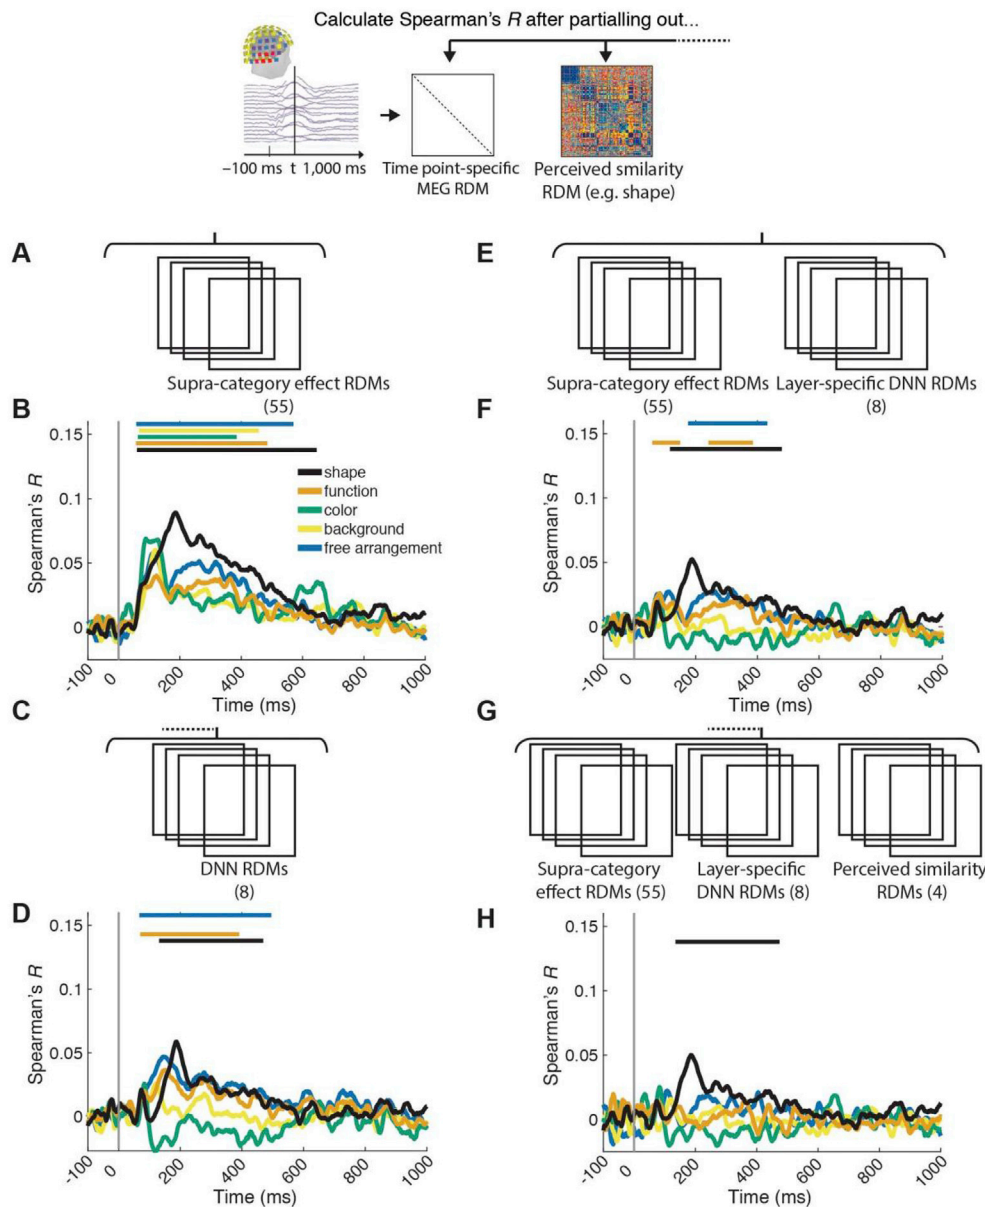 Calculate Spearman's R after partialling out...
−100 ms t 1,000 ms
Time point-specific
MEG RDM
Perceived smilarity
RDM (e.g. shape)
A
Supra-category effect RDMs
(55)
E
Supra-category effect RDMs
(55)
Layer-specific DNN RDMs
(8)
B
0.15
0.1
0.05
0
Spearman's R
shape
function
color
background
free arrangement
-100
0
200
400
600
800
1000
Time (ms)
F
0.15
0.1
0.05
0
Spearman's R
-100
0
200
400
600
800
1000
Time (ms)
C
DNN RDMs
(8)
G
Supra-category
effect RDMs (55)
Layer-specific
DNN RDMs (8)
Perceived similarity
RDMs (4)
D
0.15
0.1
0.05
0
Spearman's R
-100
0
200
400
600
800
1000
Time (ms)
H
0.15
0.1
0.05
0
Spearman's R
-100
0
200
400
600
800
1000
Time (ms)